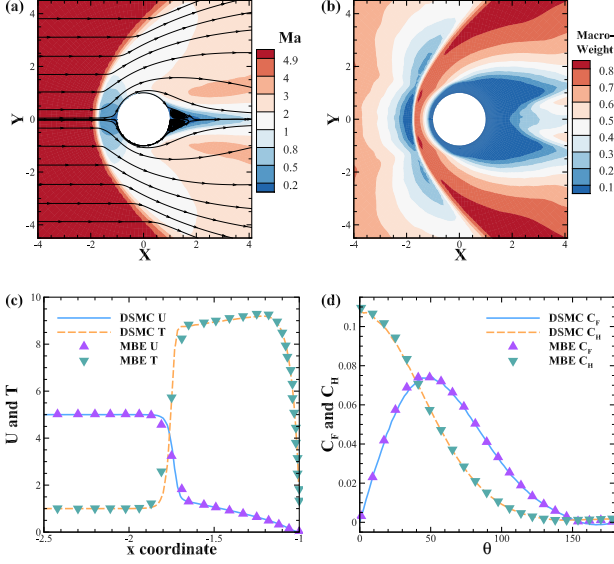 (a)
Ma
4.9
4
3
2
1
0.8
0.5
0.2
Y
4
2
0
-2
-4
-4 -2 0 2 4
X
(b)
Macro-
Weight
0.8
0.7
0.6
0.5
0.4
0.3
0.2
0.1
Y
4
2
0
-2
-4
-4 -2 0 2 4
X
(c)
DSMC U
DSMC T
MBE U
MBE T
U and T
10
8
6
4
2
0
-2.5 -2 -1.5 -1
x coordinate
(d)
DSMC C_F
DSMC C_H
MBE C_F
MBE C_H
C_F and C_H
0.1
0.08
0.06
0.04
0.02
0
0 50 100 150
θ